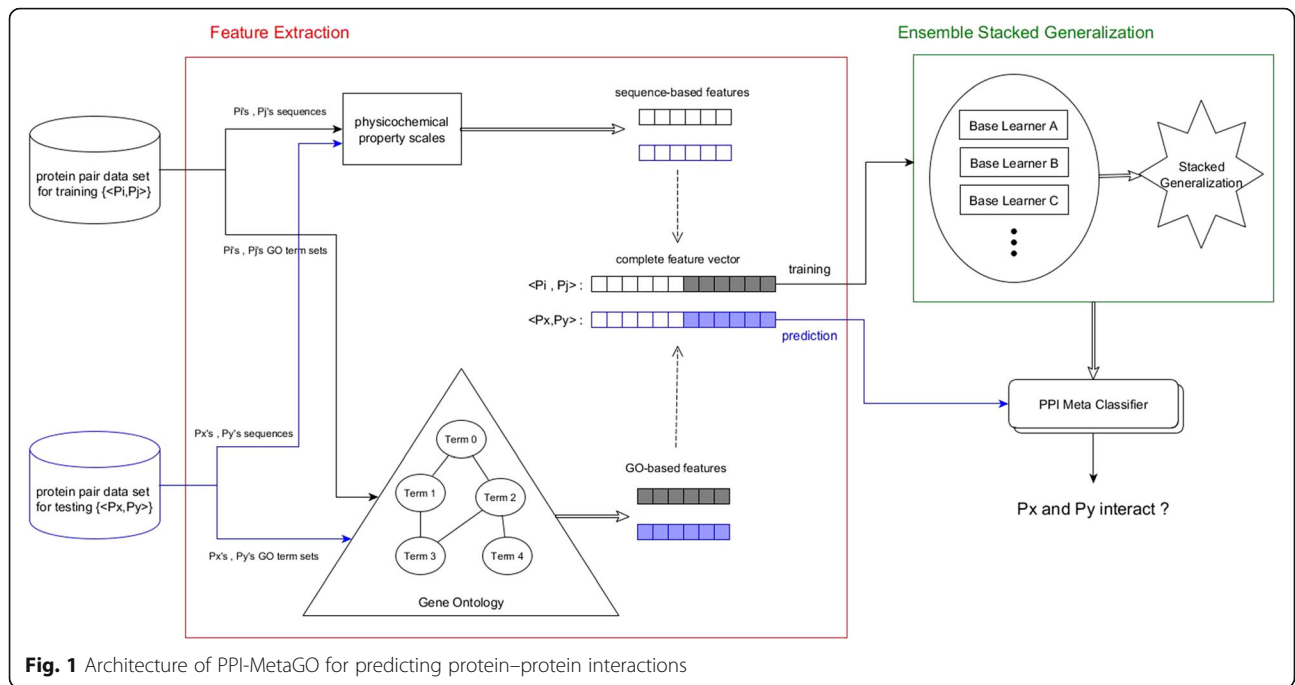 Feature Extraction
Ensemble Stacked Generalization
protein pair data set
for training {<Pi,Pj>}
Pi's , Pj's sequences
Pi's , Pj's GO term sets
physicochemical
property scales
sequence-based features
Base Learner A
Base Learner B
Base Learner C
Stacked
Generalization
complete feature vector
<Pi , Pj> :
training
<Px,Py> :
prediction
protein pair data set
for testing {<Px,Py>}
Px's , Py's sequences
Px's , Py's GO term sets
Term 0
Term 1
Term 2
Term 3
Term 4
Gene Ontology
GO-based features
PPI Meta Classifier
Px and Py interact ?
Fig. 1 Architecture of PPI-MetaGO for predicting protein–protein interactions